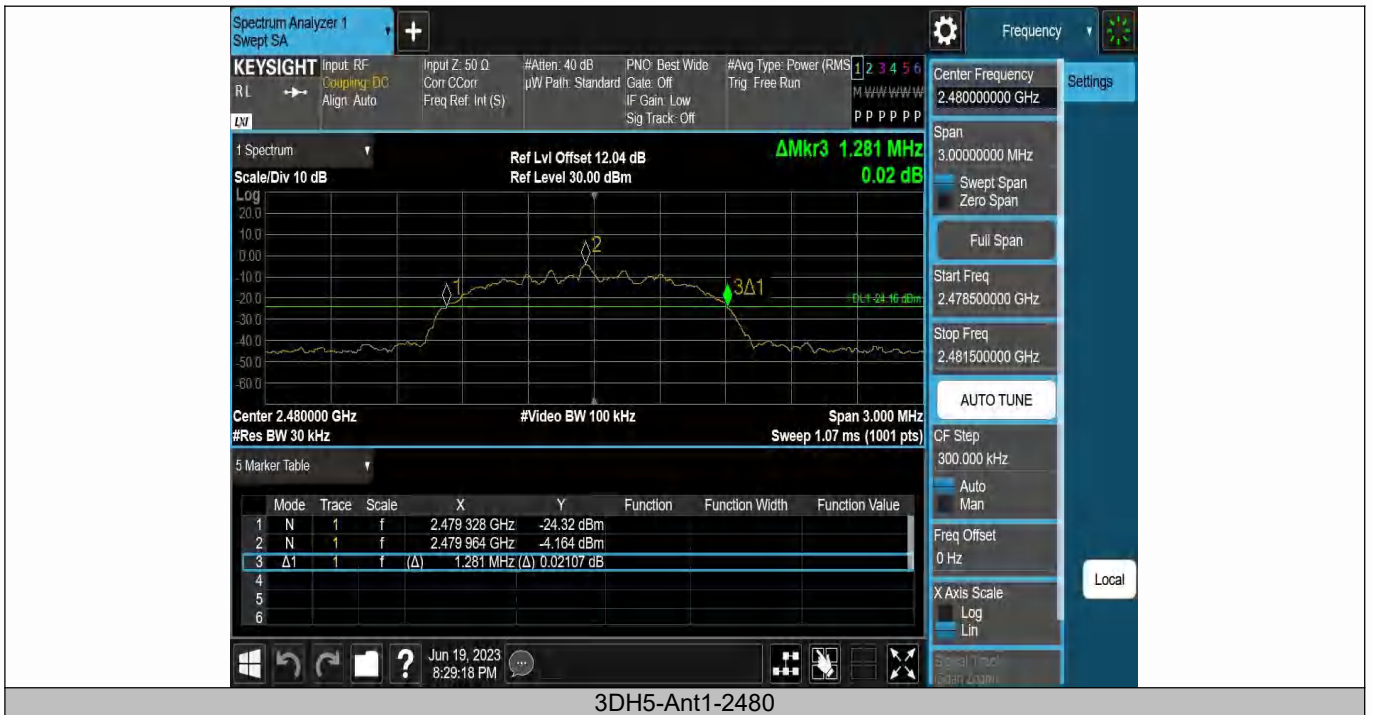 Spectrum Analyzer 1
Swept SA
+
Frequency
KEYSIGHT
RL
LXI
Input: RF
Coupling: DC
Align: Auto
Input Z: 50 Ω
Corr CCorr
Freq Ref: Int (S)
#Atten: 40 dB
µW Path: Standard
PNO: Best Wide
Gate: Off
IF Gain: Low
Sig Track: Off
#Avg Type: Power (RMS
Trig: Free Run
1 2 3 4 5 6
M W W W W W
P P P P P P
Center Frequency
2.480000000 GHz
Settings
Span
3.00000000 MHz
Swept Span
Zero Span
Full Span
Start Freq
2.478500000 GHz
Stop Freq
2.481500000 GHz
AUTO TUNE
CF Step
300.000 kHz
Auto
Man
Freq Offset
0 Hz
X Axis Scale
Log
Lin
Signal Track
(Span Zoom)
Local
1 Spectrum
Scale/Div 10 dB
Ref Lvl Offset 12.04 dB
Ref Level 30.00 dBm
ΔMkr3 1.281 MHz
0.02 dB
Log
20.0
10.0
0.00
-10.0
-20.0
-30.0
-40.0
-50.0
-60.0
1
2
3Δ1
DL1 -24.16 dBm
Center 2.480000 GHz
#Video BW 100 kHz
Span 3.000 MHz
#Res BW 30 kHz
Sweep 1.07 ms (1001 pts)
5 Marker Table
Mode Trace Scale X Y Function Function Width Function Value
1 N 1 f 2.479 328 GHz -24.32 dBm
2 N 1 f 2.479 964 GHz -4.164 dBm
3 Δ1 1 f (Δ) 1.281 MHz (Δ) 0.02107 dB
4
5
6
?
Jun 19, 2023
8:29:18 PM
3DH5-Ant1-2480